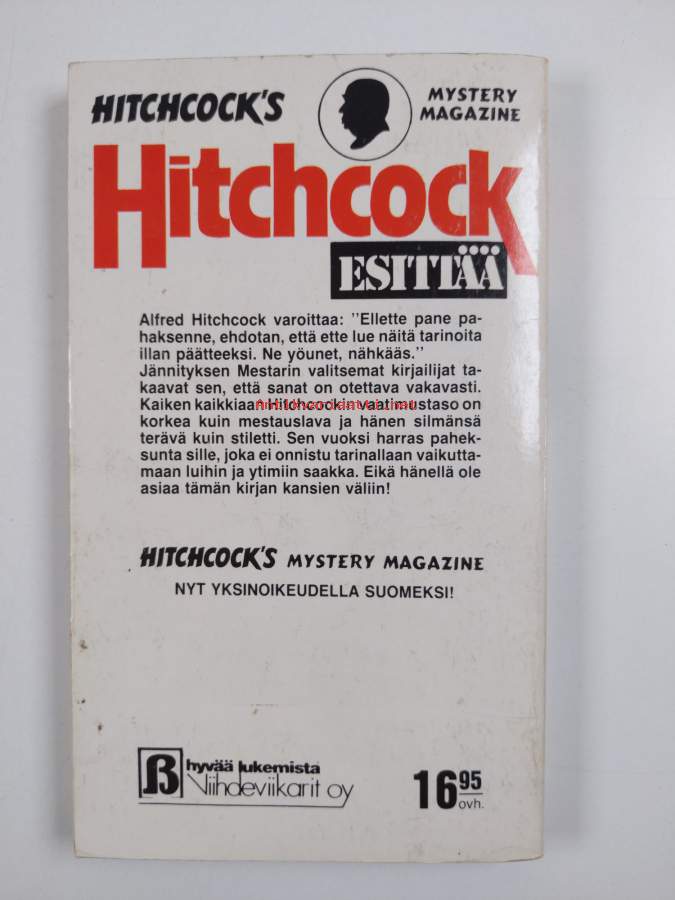 HITCHCOCK'S
MYSTERY
MAGAZINE
Hitchcock
ESITTÄÄ
Alfred Hitchcock varoittaa: "Ellette pane pa-
haksenne, ehdotan, että ette lue näitä tarinoita
illan päätteeksi. Ne yöunet, nähkääs."
Jännityksen Mestarin valitsemat kirjailijat ta-
kaavat sen, että sanat on otettava vakavasti.
Kaiken kaikkiaan Hitchcockin vaatimustaso on
korkea kuin mestauslava ja hänen silmänsä
terävä kuin stiletti. Sen vuoksi harras pahek-
sunta sille, joka ei onnistu tarinallaan vaikutta-
maan luihin ja ytimiin saakka. Eikä hänellä ole
asiaa tämän kirjan kansien väliin!
HITCHCOCK'S MYSTERY MAGAZINE
NYT YKSINOIKEUDELLA SUOMEKSI!
hyvää lukemista
Viihdeviikarit oy
16 95
ovh.